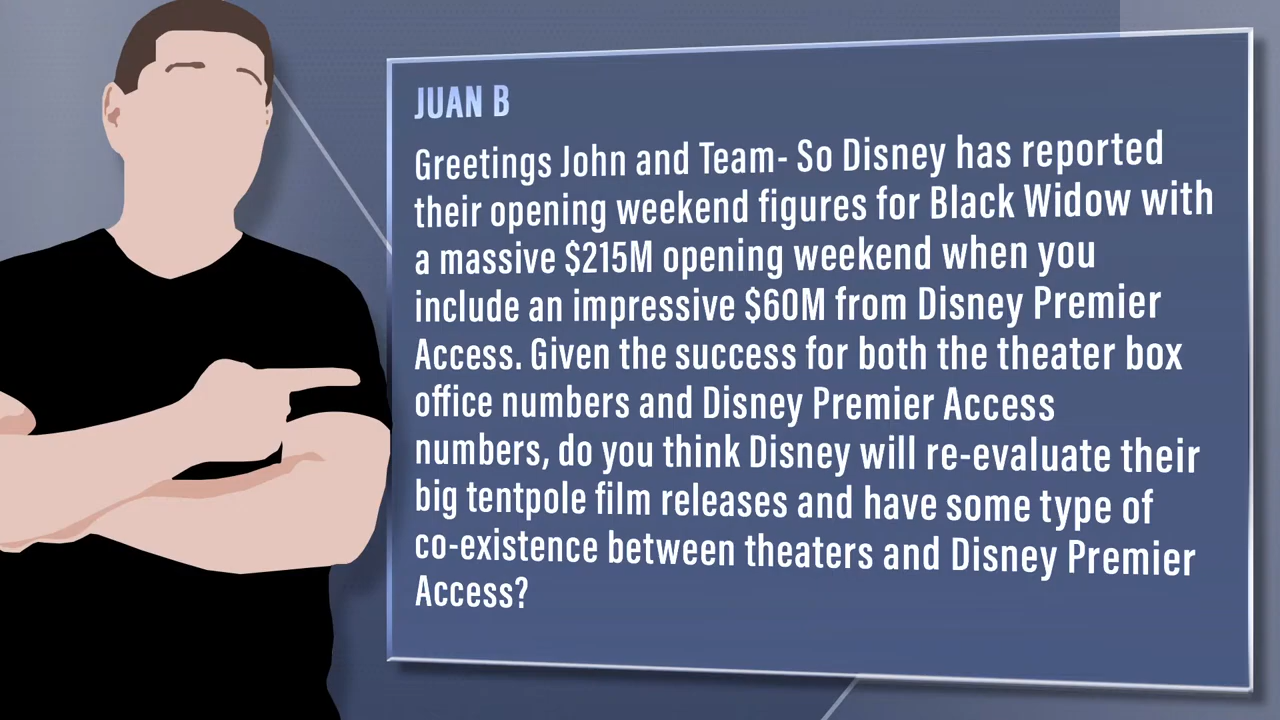 JUAN B
Greetings John and Team- So Disney has reported
their opening weekend figures for Black Widow with
a massive $215M opening weekend when you
include an impressive $60M from Disney Premier
Access. Given the success for both the theater box
office numbers and Disney Premier Access
numbers, do you think Disney will re-evaluate their
big tentpole film releases and have some type of
co-existence between theaters and Disney Premier
Access?